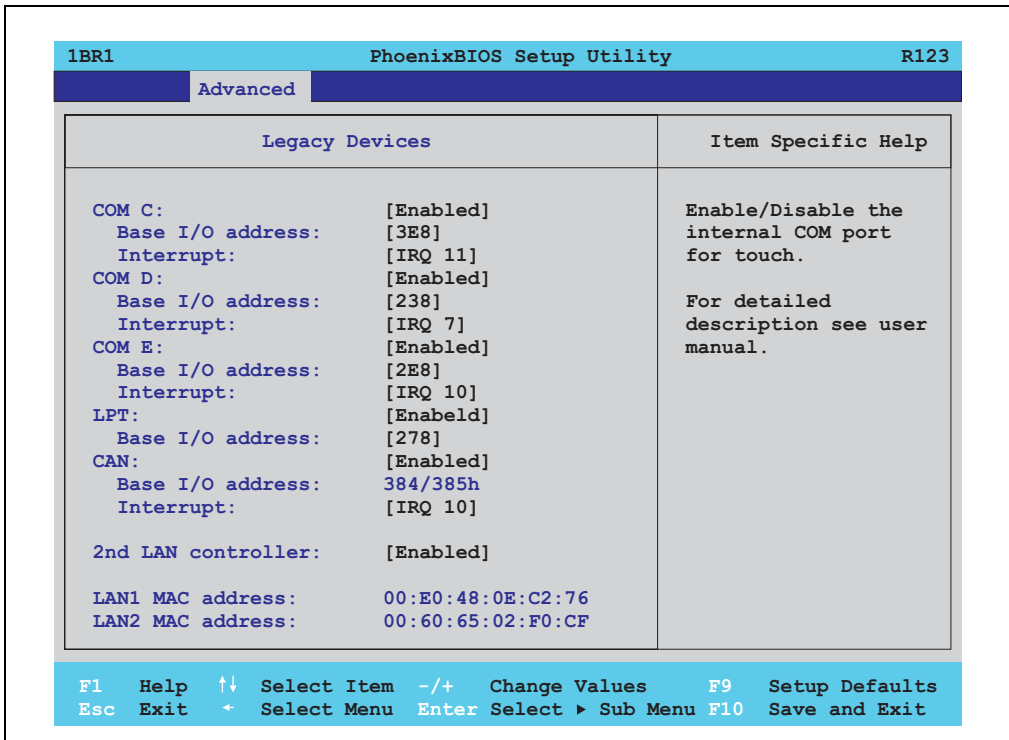 1BR1 PhoenixBIOS Setup Utility R123
Advanced
Legacy Devices
Item Specific Help
COM C: [Enabled]
Base I/O address: [3E8]
Interrupt: [IRQ 11]
COM D: [Enabled]
Base I/O address: [238]
Interrupt: [IRQ 7]
COM E: [Enabled]
Base I/O address: [2E8]
Interrupt: [IRQ 10]
LPT: [Enabeld]
Base I/O address: [278]
CAN: [Enabled]
Base I/O address: 384/385h
Interrupt: [IRQ 10]
2nd LAN controller: [Enabled]
LAN1 MAC address: 00:E0:48:0E:C2:76
LAN2 MAC address: 00:60:65:02:F0:CF
Enable/Disable the
internal COM port
for touch.
For detailed
description see user
manual.
F1 Help ↑↓ Select Item -/+ Change Values F9 Setup Defaults
Esc Exit ← Select Menu Enter Select ▶ Sub Menu F10 Save and Exit